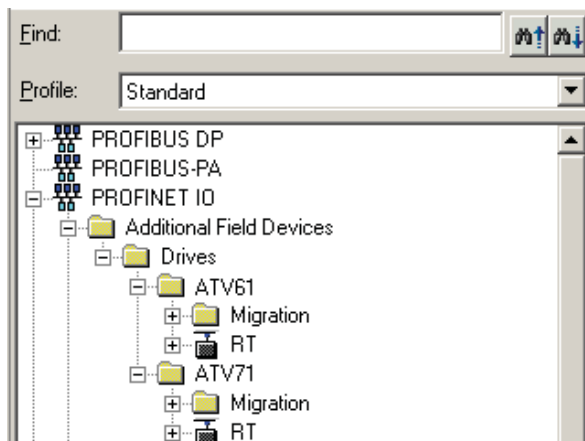 Find:
Profile: Standard
PROFIBUS DP
PROFIBUS-PA
PROFINET IO
Additional Field Devices
Drives
ATV61
Migration
RT
ATV71
Migration
RT